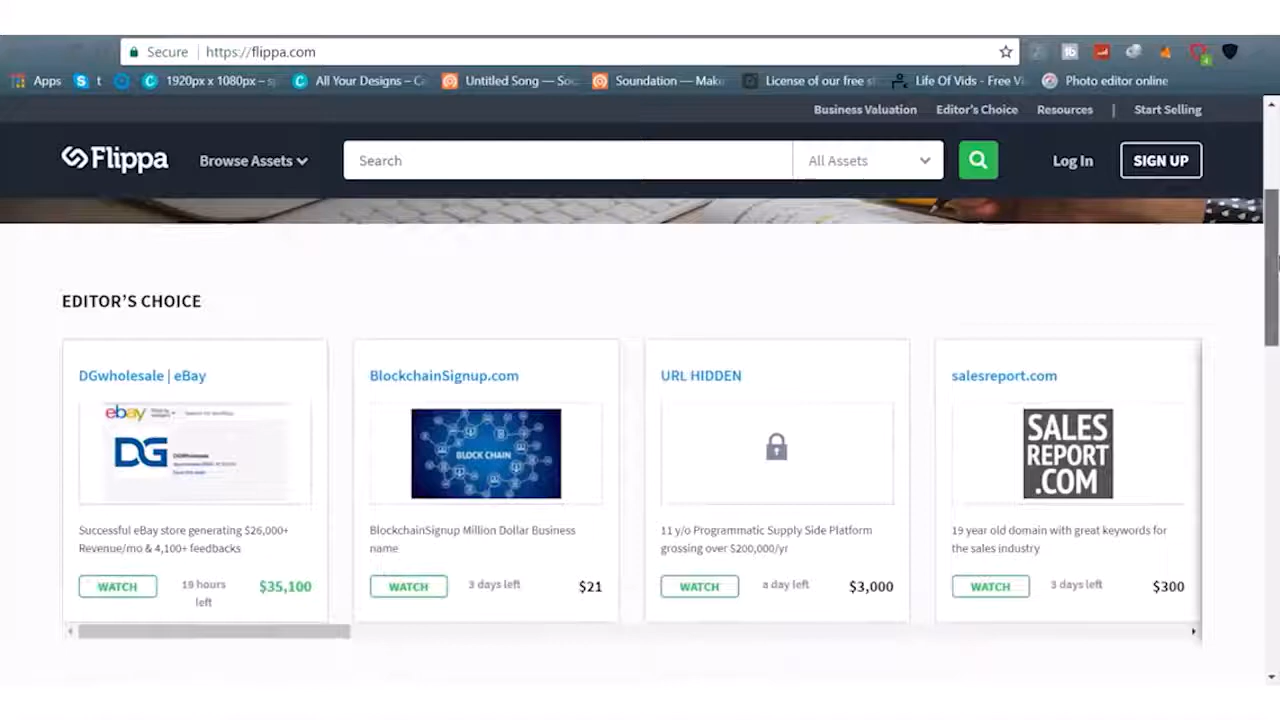 Secure https://flippa.com
Apps t 1920px x 1080px – s All Your Designs – Ca Untitled Song — Sou Soundation — Make License of our free st Life Of Vids - Free Vi Photo editor online
Business Valuation Editor's Choice Resources | Start Selling
Flippa Browse Assets Search All Assets Log In SIGN UP
EDITOR'S CHOICE
DGwholesale | eBay BlockchainSignup.com URL HIDDEN salesreport.com
ebay
DG
BLOCK CHAIN
SALES
REPORT
.COM
Successful eBay store generating $26,000+
Revenue/mo & 4,100+ feedbacks
BlockchainSignup Million Dollar Business
name
11 y/o Programmatic Supply Side Platform
grossing over $200,000/yr
19 year old domain with great keywords for
the sales industry
WATCH 19 hours
left
$35,100
WATCH 3 days left $21
WATCH a day left $3,000
WATCH 3 days left $300